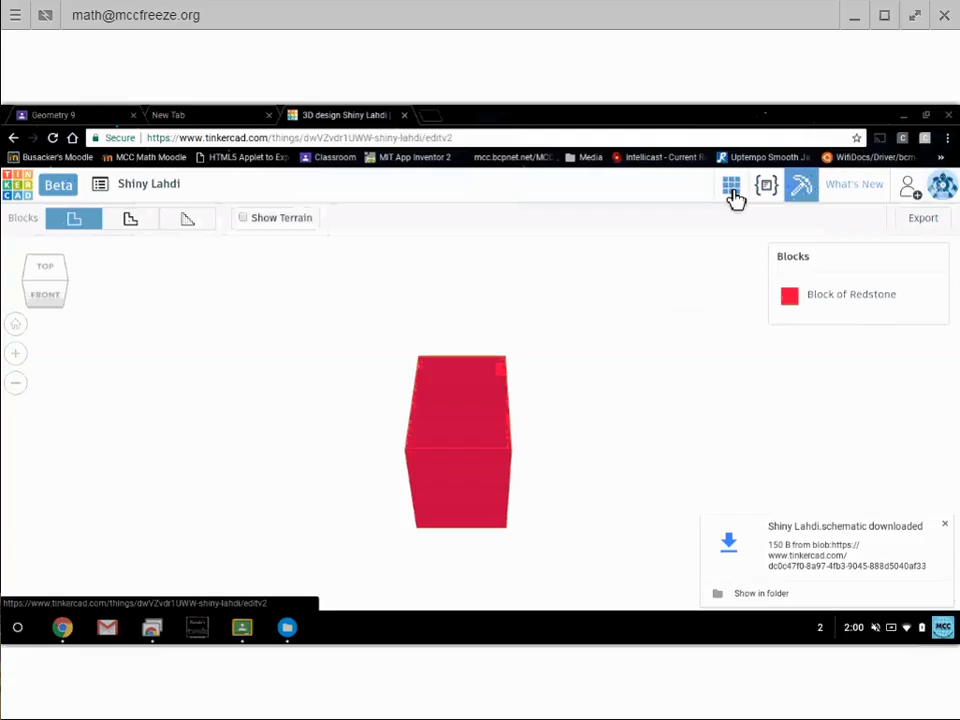 math@mccfreeze.org
Geometry 9
New Tab
3D design Shiny Lahdi |
Secure
https://www.tinkercad.com/things/dwVZvdr1UWW-shiny-lahdi/editv2
Busacker's Moodle
MCC Math Moodle
HTML5 Applet to Exp
Classroom
MIT App Inventor 2
mcc.bcpnet.net/MCC
Media
Intellicast - Current R
Uptempo Smooth Ja
WifiDocs/Driver/bcm
»
TIN
KER
CAD
Beta
Shiny Lahdi
What's New
Blocks
Show Terrain
Export
TOP
FRONT
Blocks
Block of Redstone
Shiny Lahdi.schematic downloaded
150 B from blob:https://
www.tinkercad.com/
dc0c47f0-8a97-4fb3-9045-888d5040af33
Show in folder
https://www.tinkercad.com/things/dwVZvdr1UWW-shiny-lahdi/editv2
2
2:00
MCC